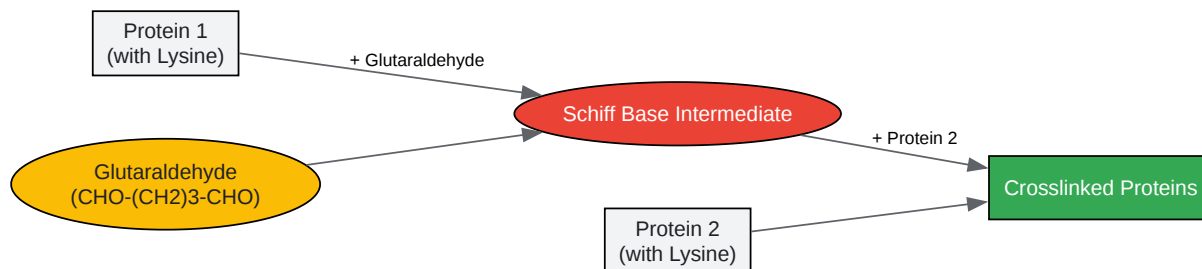 Protein 1
(with Lysine)
+ Glutaraldehyde
Schiff Base Intermediate
Glutaraldehyde
(CHO-(CH2)3-CHO)
+ Protein 2
Crosslinked Proteins
Protein 2
(with Lysine)